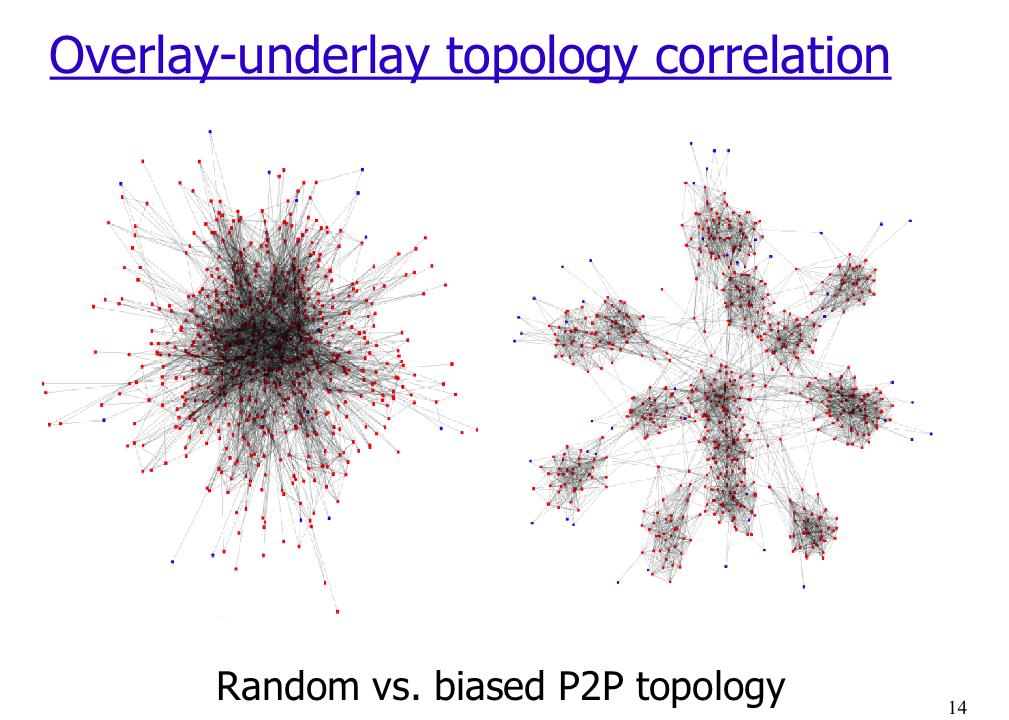 Overlay-underlay topology correlation
Random vs. biased P2P topology
14